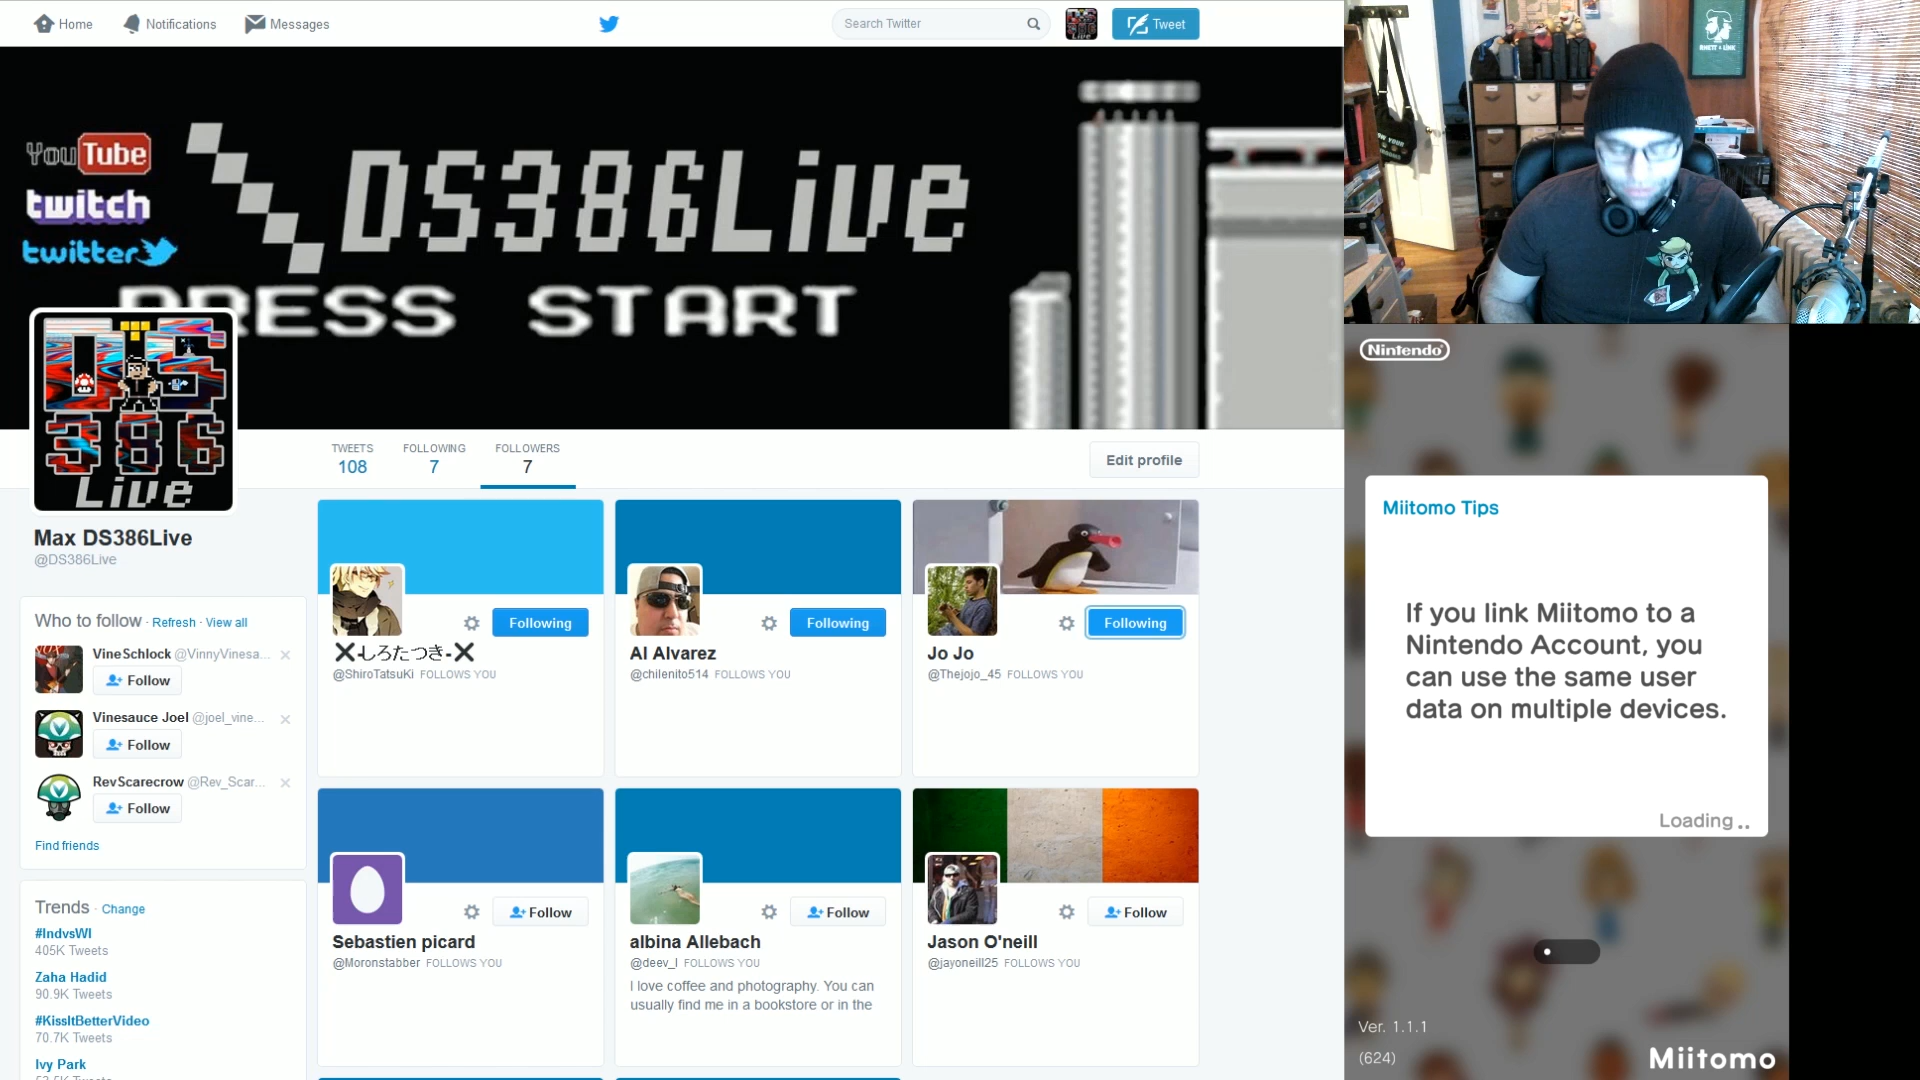 Home
Notifications
Messages
Search Twitter
Tweet
YouTube
twitch
twitter
DS386Live
PRESS START
DS
386
Live
TWEETS
108
FOLLOWING
7
FOLLOWERS
7
Edit profile
Max DS386Live
@DS386Live
Who to follow · Refresh · View all
VineSchlock @VinnyVinesa...
Follow
Vinesauce Joel @joel_vine...
Follow
RevScarecrow @Rev_Scar...
Follow
Find friends
Trends · Change
#IndvsWI
405K Tweets
Zaha Hadid
90.9K Tweets
#KissItBetterVideo
70.7K Tweets
Ivy Park
Following
❌-しろたつき-❌
@ShiroTatsuKi FOLLOWS YOU
Following
Al Alvarez
@chilenito514 FOLLOWS YOU
Following
Jo Jo
@Thejojo_45 FOLLOWS YOU
Follow
Sebastien picard
@Moronstabber FOLLOWS YOU
Follow
albina Allebach
@deev_l FOLLOWS YOU
I love coffee and photography. You can
usually find me in a bookstore or in the
Follow
Jason O'neill
@jayoneill25 FOLLOWS YOU
RHETT & LINK
Nintendo
Miitomo Tips
If you link Miitomo to a
Nintendo Account, you
can use the same user
data on multiple devices.
Loading..
Ver. 1.1.1
(624)
Miitomo